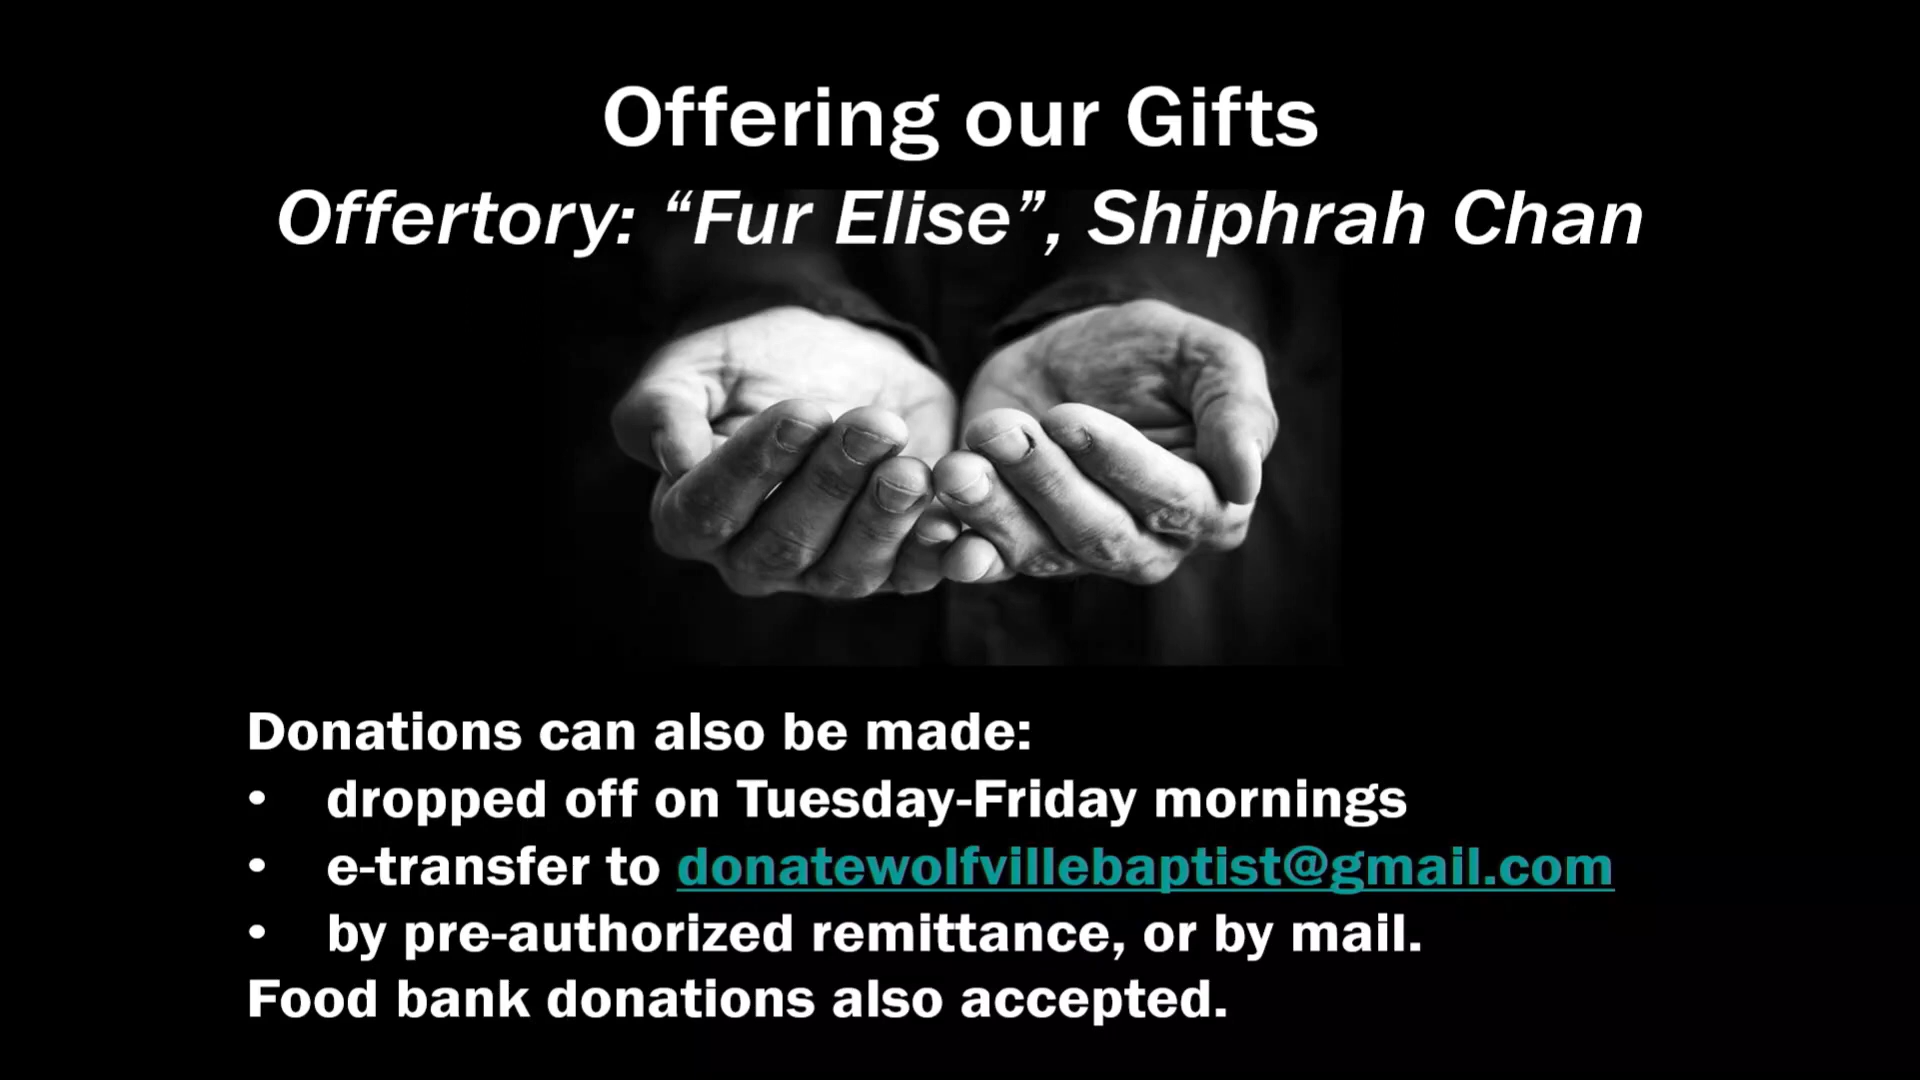 Offering our Gifts
Offertory: “Fur Elise”, Shiphrah Chan
Donations can also be made:
• dropped off on Tuesday-Friday mornings
• e-transfer to donatewolfvillebaptist@gmail.com
• by pre-authorized remittance, or by mail.
Food bank donations also accepted.